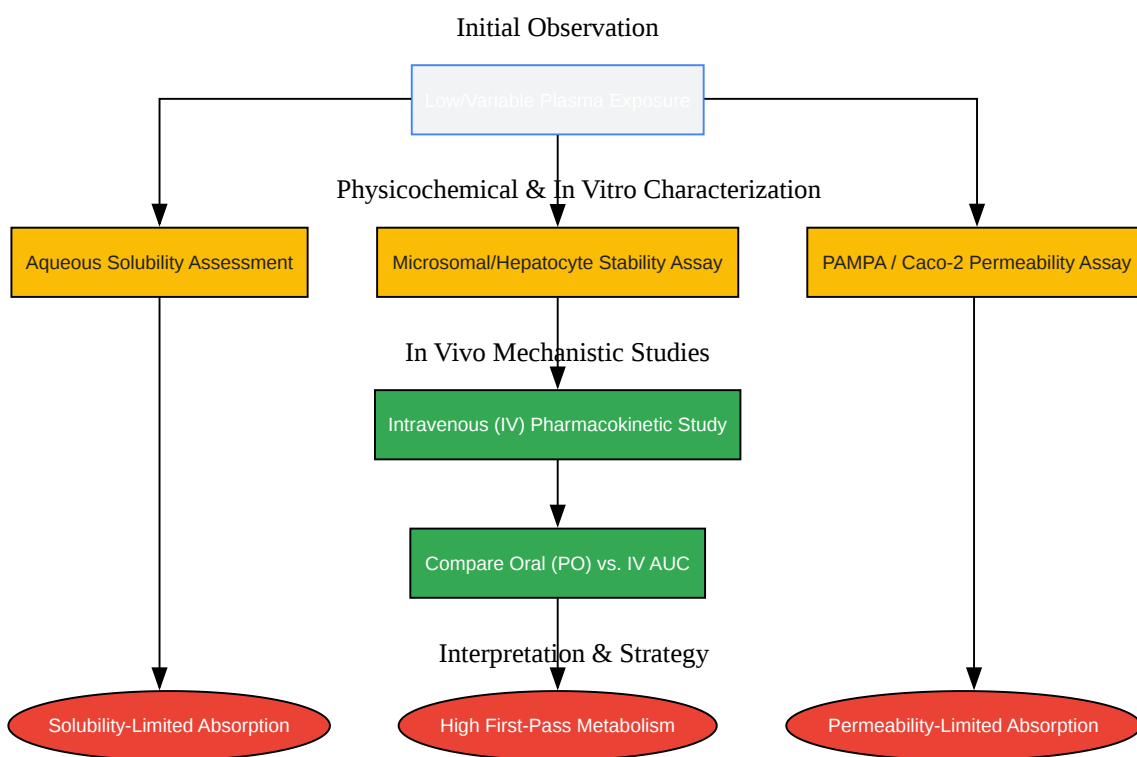 Initial Observation
Low/Variable Plasma Exposure
Physicochemical & In Vitro Characterization
Aqueous Solubility Assessment
Microsomal/Hepatocyte Stability Assay
PAMPA / Caco-2 Permeability Assay
In Vivo Mechanistic Studies
Intravenous (IV) Pharmacokinetic Study
Compare Oral (PO) vs. IV AUC
Interpretation & Strategy
Solubility-Limited Absorption
High First-Pass Metabolism
Permeability-Limited Absorption